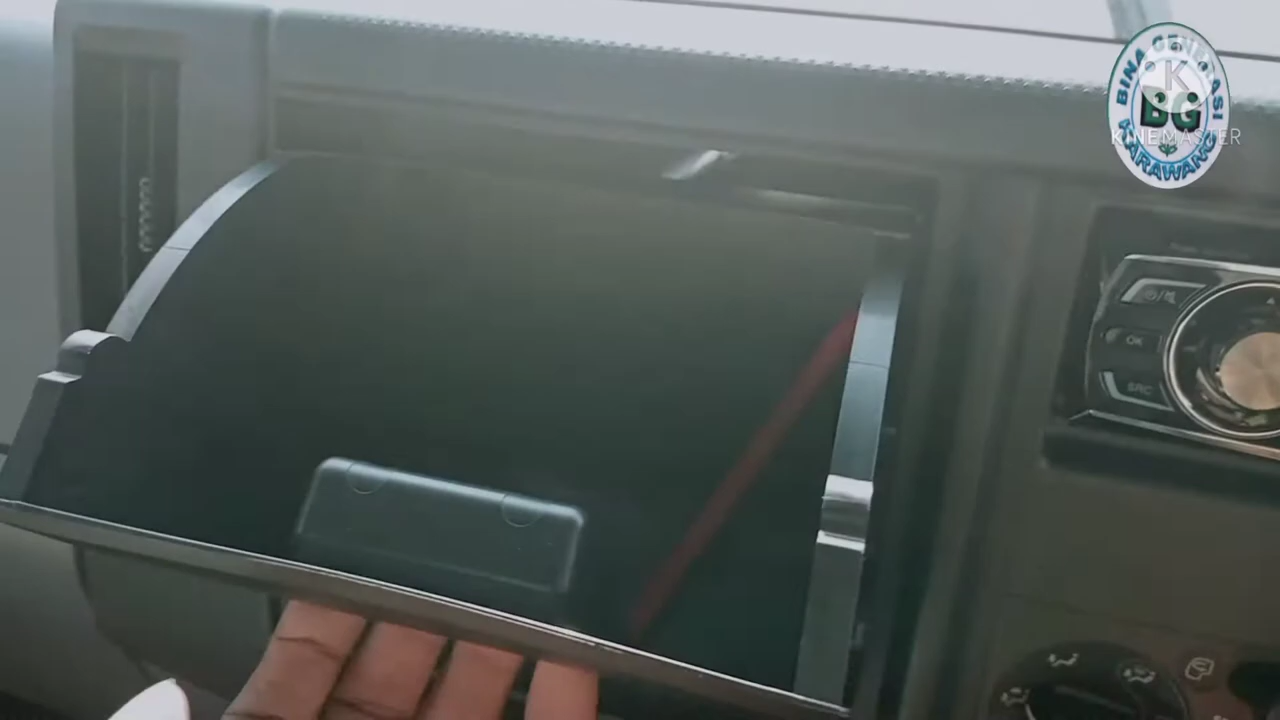 BINA GENERASI
K
BG
KINEMASTER
KARAWANG
OK
SRC